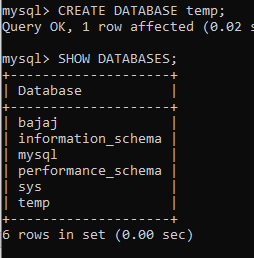 mysql> CREATE DATABASE temp;
Query OK, 1 row affected (0.02 s
mysql> SHOW DATABASES;
+--------------------+
| Database           |
+--------------------+
| bajaj              |
| information_schema |
| mysql              |
| performance_schema |
| sys                |
| temp               |
+--------------------+
6 rows in set (0.00 sec)